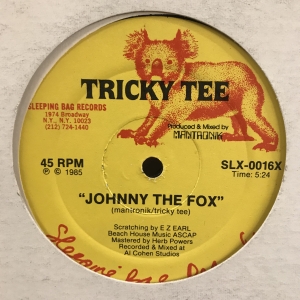 TRICKY TEE
SLEEPING BAG RECORDS
1974 Broadway
N.Y., N.Y. 10023
(212) 724-1440
Produced & Mixed by
MANTRONIK
45 RPM
℗ © 1985
SLX-0016X
Time: 5:24
"JOHNNY THE FOX"
(mantronik/tricky tee)
Scratching by E Z EARL
Beach House Music ASCAP
Mastered by Herb Powers
Recorded & Mixed at
Al Cohen Studios